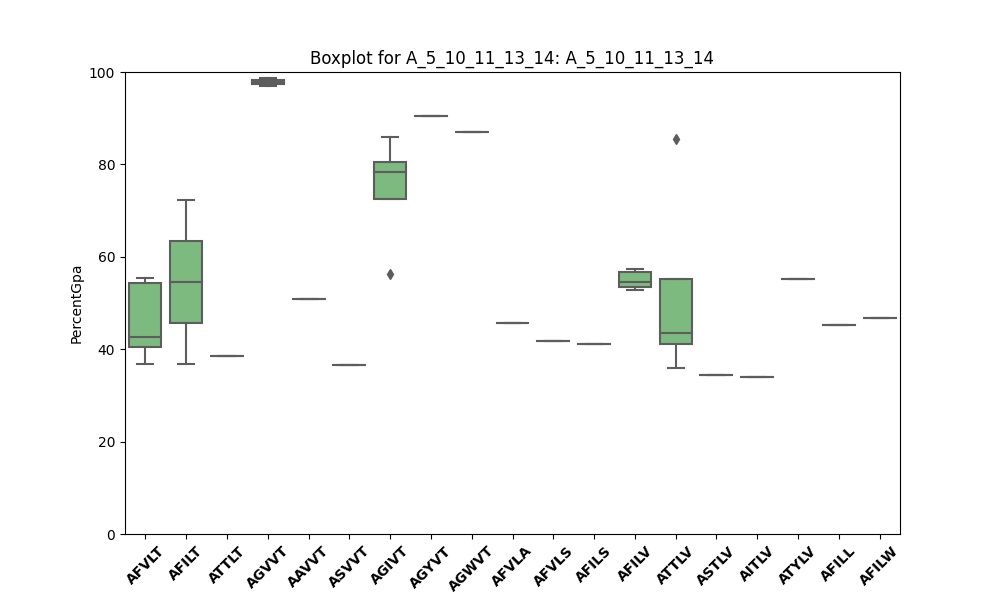 Boxplot for A_5_10_11_13_14: A_5_10_11_13_14
100
80
60
40
20
0
PercentGpa
AFVLT AFILT ATTLT AGVVT AAVVT ASVVT AGIVT AGYVT AGWVT AFVLA AFVLS AFILS AFILV ATTLV ASTLV AITLV ATYLV AFILL AFILW